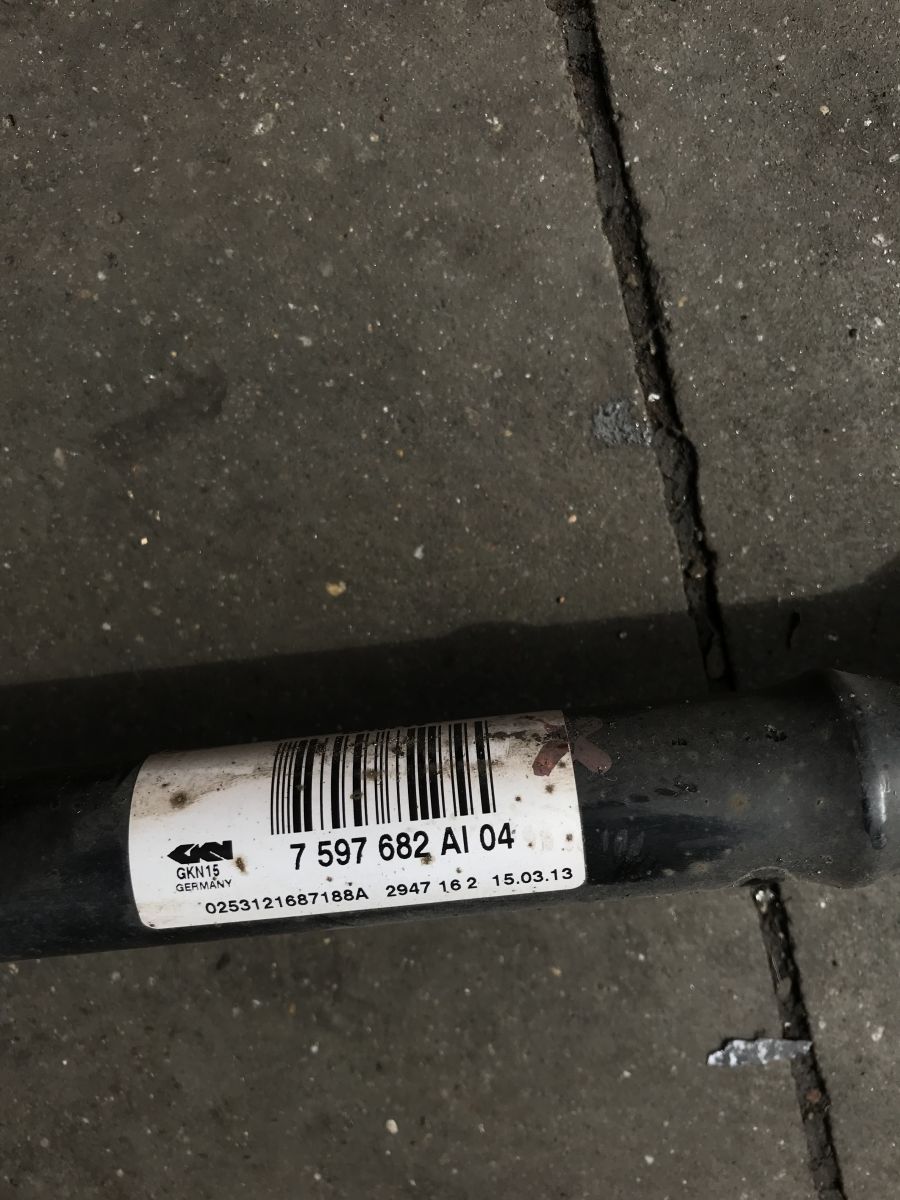 GKN
7 597 682 AI 04
GKN15
GERMANY
0253121687188A 2947 16 2 15.03.13